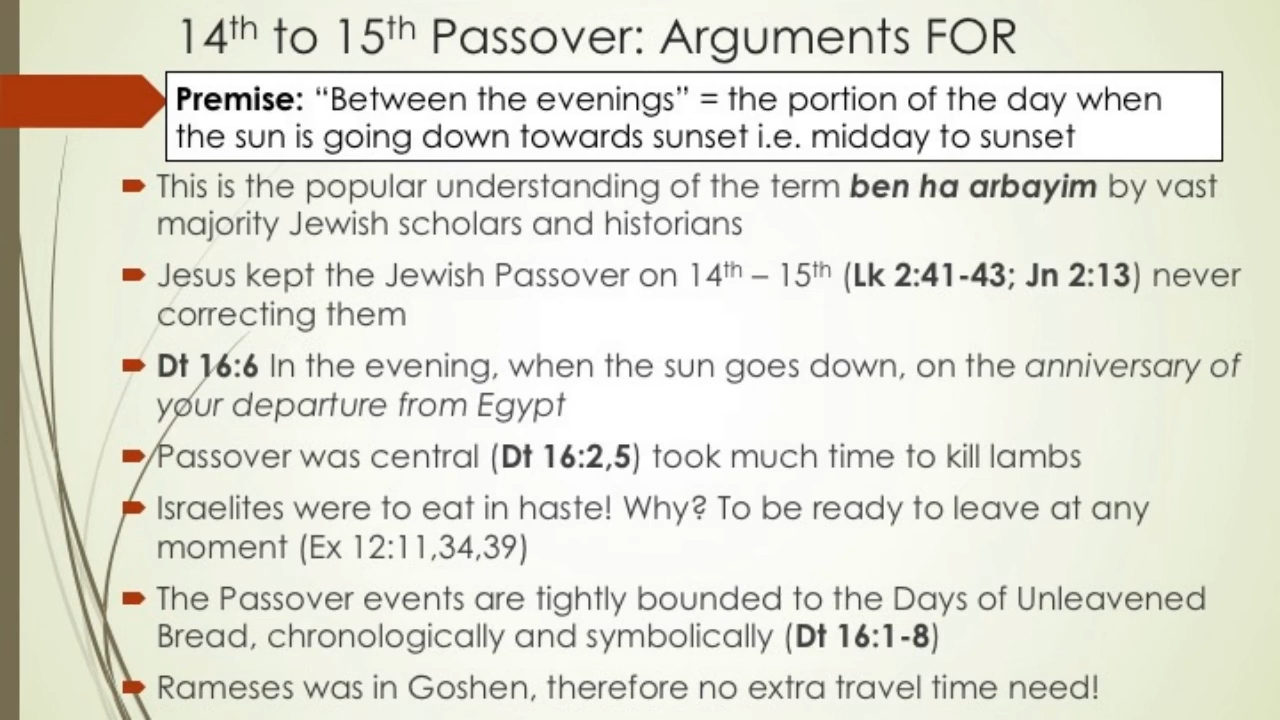 14th to 15th Passover: Arguments FOR
Premise: “Between the evenings” = the portion of the day when
the sun is going down towards sunset i.e. midday to sunset
This is the popular understanding of the term ben ha arbayim by vast
majority Jewish scholars and historians
Jesus kept the Jewish Passover on 14th – 15th (Lk 2:41-43; Jn 2:13) never
correcting them
Dt 16:6 In the evening, when the sun goes down, on the anniversary of
your departure from Egypt
Passover was central (Dt 16:2,5) took much time to kill lambs
Israelites were to eat in haste! Why? To be ready to leave at any
moment (Ex 12:11,34,39)
The Passover events are tightly bounded to the Days of Unleavened
Bread, chronologically and symbolically (Dt 16:1-8)
Rameses was in Goshen, therefore no extra travel time need!